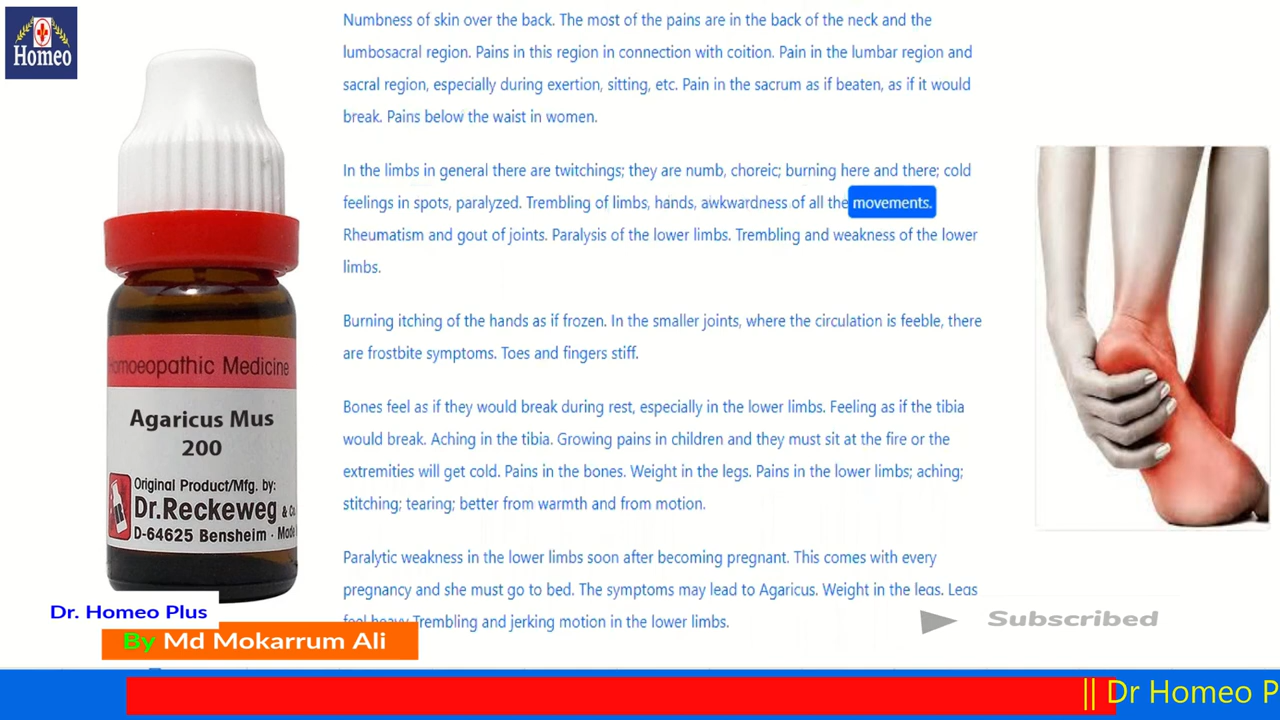 Homeo
Numbness of skin over the back. The most of the pains are in the back of the neck and the
lumbosacral region. Pains in this region in connection with coition. Pain in the lumbar region and
sacral region, especially during exertion, sitting, etc. Pain in the sacrum as if beaten, as if it would
break. Pains below the waist in women.
In the limbs in general there are twitchings; they are numb, choreic; burning here and there; cold
feelings in spots, paralyzed. Trembling of limbs, hands, awkwardness of all the movements.
Rheumatism and gout of joints. Paralysis of the lower limbs. Trembling and weakness of the lower
limbs.
Burning itching of the hands as if frozen. In the smaller joints, where the circulation is feeble, there
are frostbite symptoms. Toes and fingers stiff.
Bones feel as if they would break during rest, especially in the lower limbs. Feeling as if the tibia
would break. Aching in the tibia. Growing pains in children and they must sit at the fire or the
extremities will get cold. Pains in the bones. Weight in the legs. Pains in the lower limbs; aching;
stitching; tearing; better from warmth and from motion.
Paralytic weakness in the lower limbs soon after becoming pregnant. This comes with every
pregnancy and she must go to bed. The symptoms may lead to Agaricus. Weight in the legs. Legs
feel heavy. Trembling and jerking motion in the lower limbs.
Homoeopathic Medicine
Agaricus Mus
200
Original Product/Mfg. by:
Dr.Reckeweg & Co.
D-64625 Bensheim · Made
Dr. Homeo Plus
By Md Mokarrum Ali
Subscribed
|| Dr Homeo P